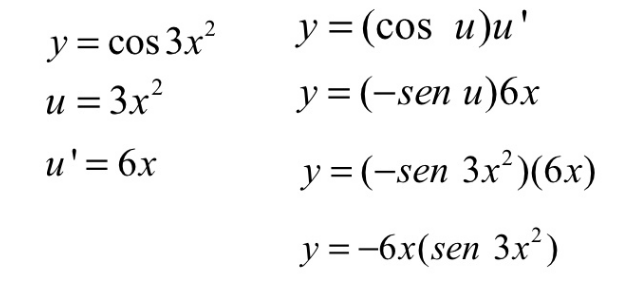 y = cos 3x²
u = 3x²
u' = 6x
y = (cos u)u'
y = (−sen u)6x
y = (−sen 3x²)(6x)
y = −6x(sen 3x²)